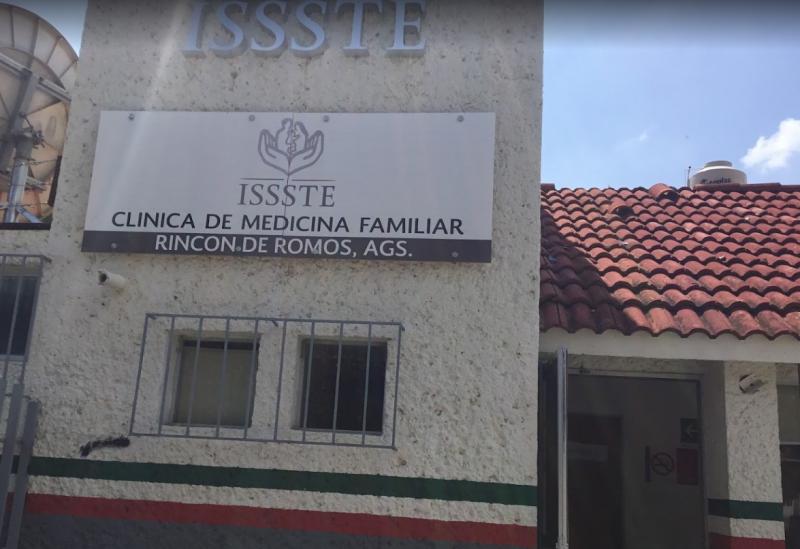 ISSSTE
ISSSTE
CLINICA DE MEDICINA FAMILIAR
RINCON DE ROMOS, AGS.